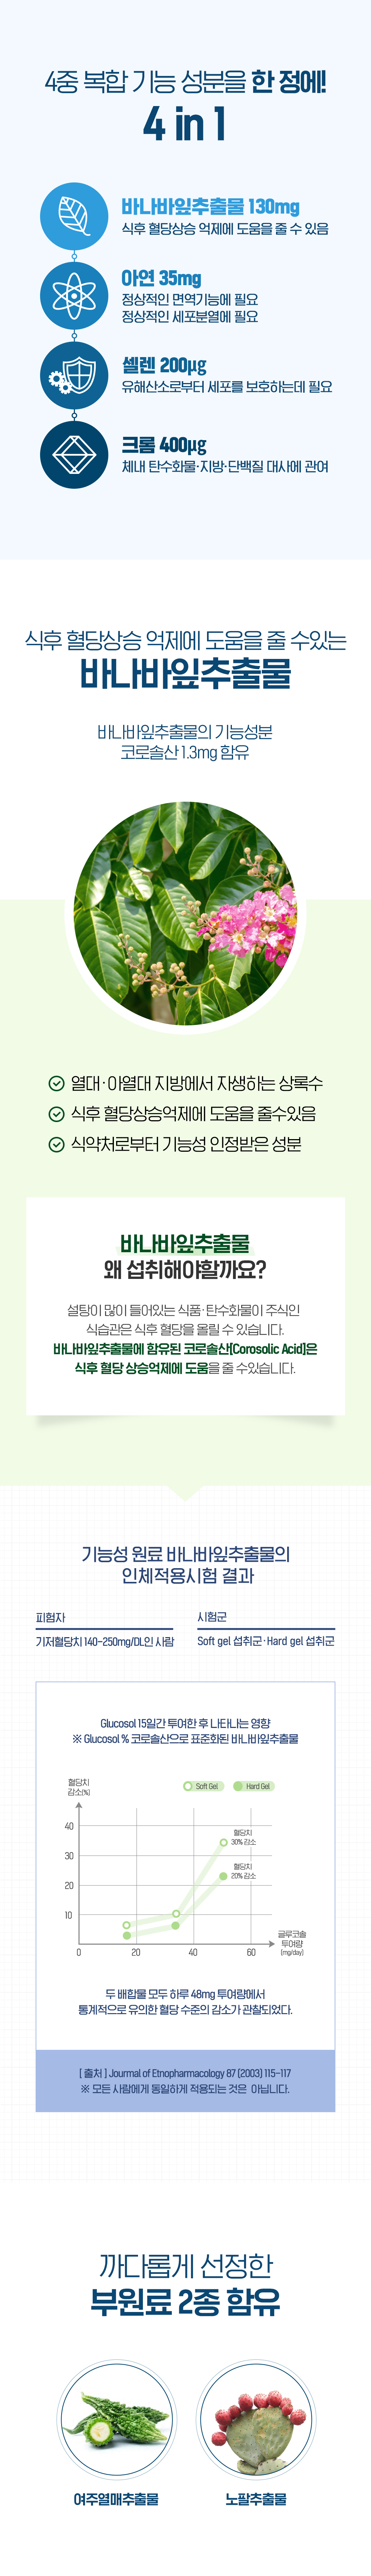 4중 복합 기능 성분을 한 정에!
4 in 1
바나바잎추출물 130mg
식후 혈당상승 억제에 도움을 줄 수 있음
아연 35mg
정상적인 면역기능에 필요
정상적인 세포분열에 필요
셀렌 200μg
유해산소로부터 세포를 보호하는데 필요
크롬 400μg
체내 탄수화물·지방·단백질 대사에 관여
식후 혈당상승 억제에 도움을 줄 수있는
바나바잎추출물
바나바잎추출물의 기능성분
코로솔산 1.3mg 함유
열대·아열대 지방에서 자생하는 상록수
식후 혈당상승억제에 도움을 줄수있음
식약처로부터 기능성 인정받은 성분
바나바잎추출물
왜 섭취해야할까요?
설탕이 많이 들어있는 식품·탄수화물이 주식인
식습관은 식후 혈당을 올릴 수 있습니다.
바나바잎추출물에 함유된 코로솔산(Corosolic Acid)은
식후 혈당 상승억제에 도움을 줄 수있습니다.
기능성 원료 바나바잎추출물의
인체적용시험 결과
피험자
기저혈당치 140-250mg/DL인 사람
시험군
Soft gel 섭취군·Hard gel 섭취군
Glucosol 15일간 투여한 후 나타나는 영향
※ Glucosol % 코로솔산으로 표준화된 바나바잎추출물
혈당치
감소(%)
Soft Gel
Hard Gel
40
30
20
10
혈당치
30% 감소
혈당치
20% 감소
0
20
40
60
글루코솔
투여량
(mg/day)
두 배합물 모두 하루 48mg 투여량에서
통계적으로 유의한 혈당 수준의 감소가 관찰되었다.
[ 출처 ] Jourmal of Etnopharmacology 87 (2003) 115-117
※ 모든 사람에게 동일하게 적용되는 것은 아닙니다.
까다롭게 선정한
부원료 2종 함유
여주열매추출물
노팔추출물